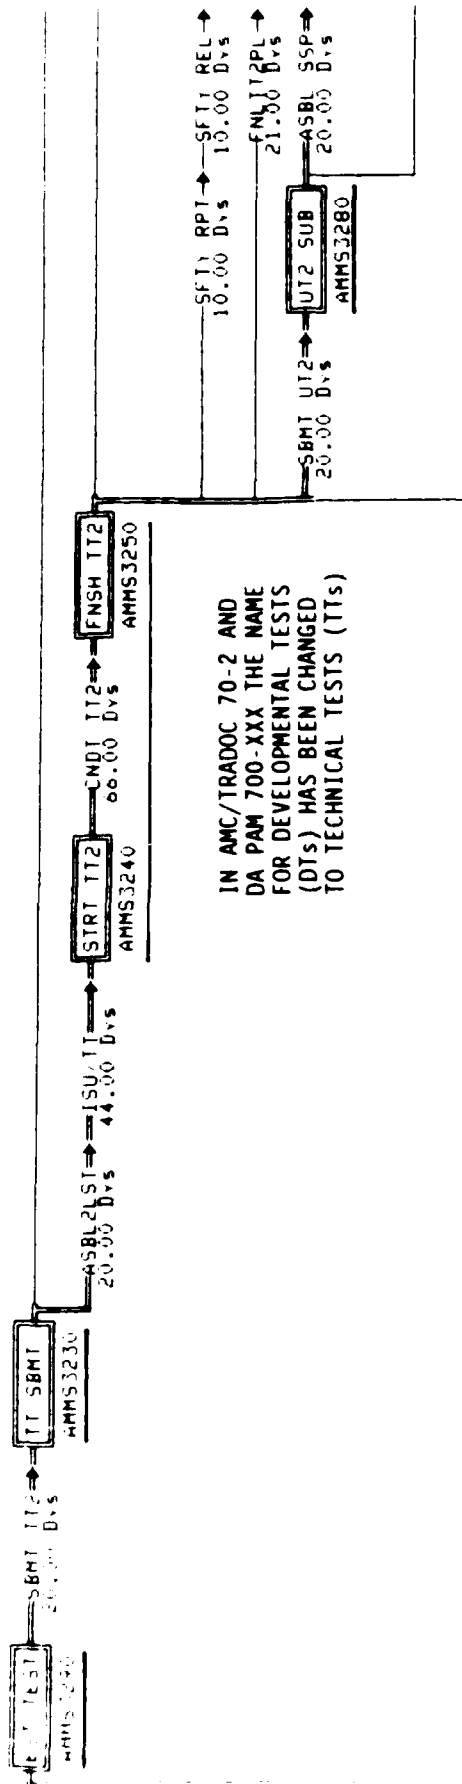 TEST
SBMT TT2
Dys
TT SBMT
AMMS3230
ASBL2LST
20.00 Dys
ISU/TT
44.00 Dys
STRT TT2
AMMS3240
CNDT TT2
66.00 Dys
FNSH TT2
AMMS3250
SFTY RPT
10.00 Dys
SFTY REL
10.00 Dys
21.00 Dys
SBMT UT2
20.00 Dys
UT2 SUB
AMMS3280
ASBL SSP
20.00 Dys
IN AMC/TRADOC 70-2 AND
DA PAM 700-XXX THE NAME
FOR DEVELOPMENTAL TESTS
(DTs) HAS BEEN CHANGED
TO TECHNICAL TESTS (TTs)